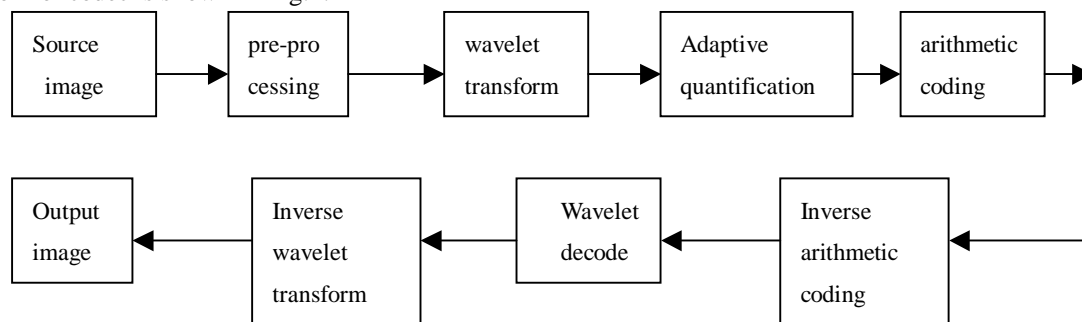 Source
image
pre-pro
cessing
wavelet
transform
Adaptive
quantification
arithmetic
coding
Output
image
Inverse
wavelet
transform
Wavelet
decode
Inverse
arithmetic
coding